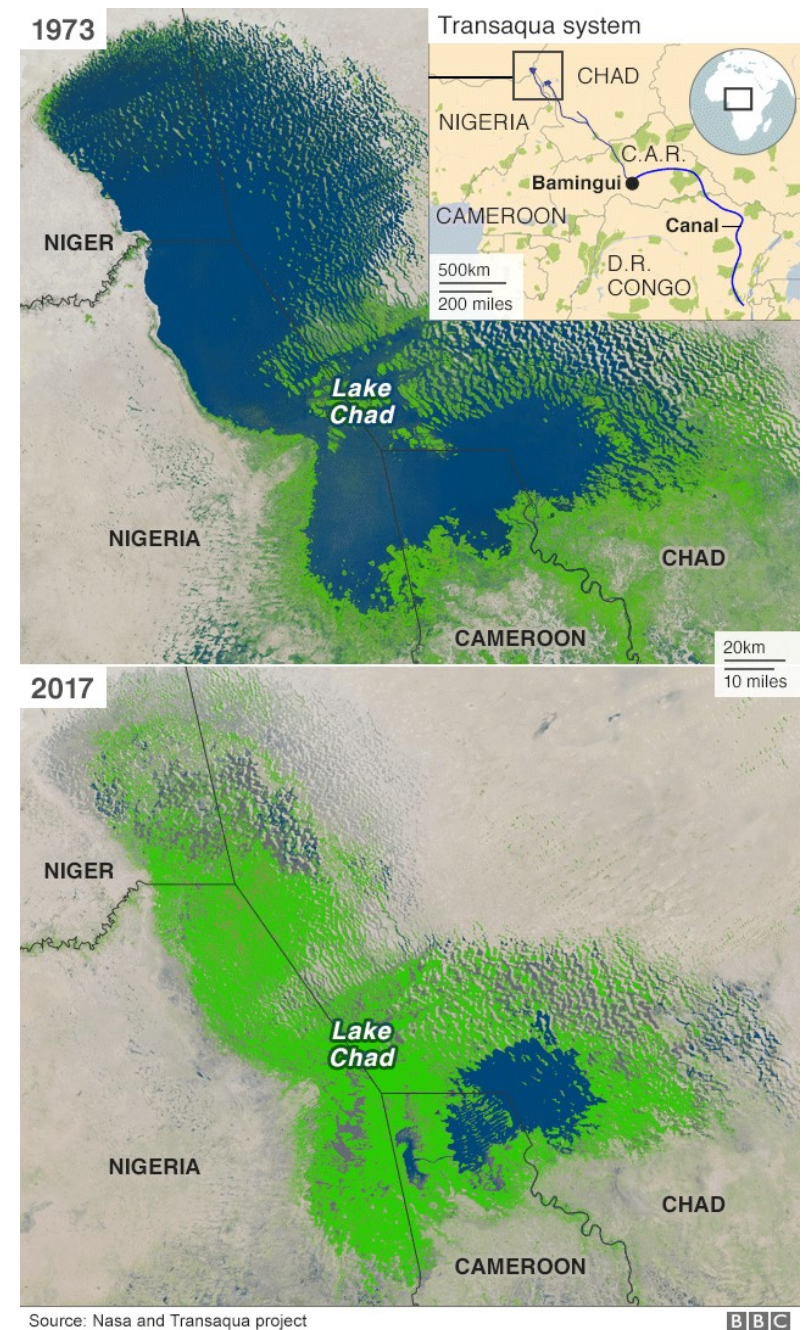 1973
Transaqua system
CHAD
NIGERIA
C.A.R.
Bamingui
CAMEROON
Canal
D.R.
CONGO
500km
200 miles
NIGER
Lake
Chad
NIGERIA
CHAD
CAMEROON
20km
10 miles
2017
NIGER
Lake
Chad
NIGERIA
CHAD
CAMEROON
Source: Nasa and Transaqua project
BBC